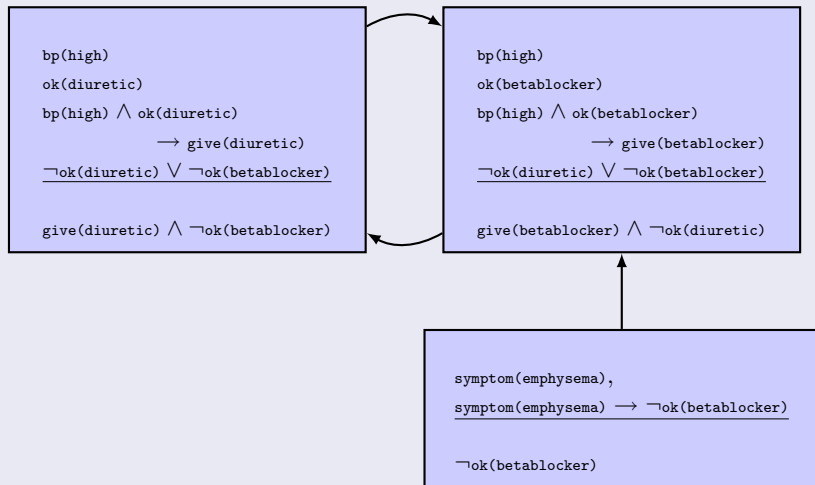 bp(high)
ok(diuretic)
bp(high) ∧ ok(diuretic)
→ give(diuretic)
¬ok(diuretic) ∨ ¬ok(betablocker)
give(diuretic) ∧ ¬ok(betablocker)
bp(high)
ok(betablocker)
bp(high) ∧ ok(betablocker)
→ give(betablocker)
¬ok(diuretic) ∨ ¬ok(betablocker)
give(betablocker) ∧ ¬ok(diuretic)
symptom(emphysema),
symptom(emphysema) → ¬ok(betablocker)
¬ok(betablocker)